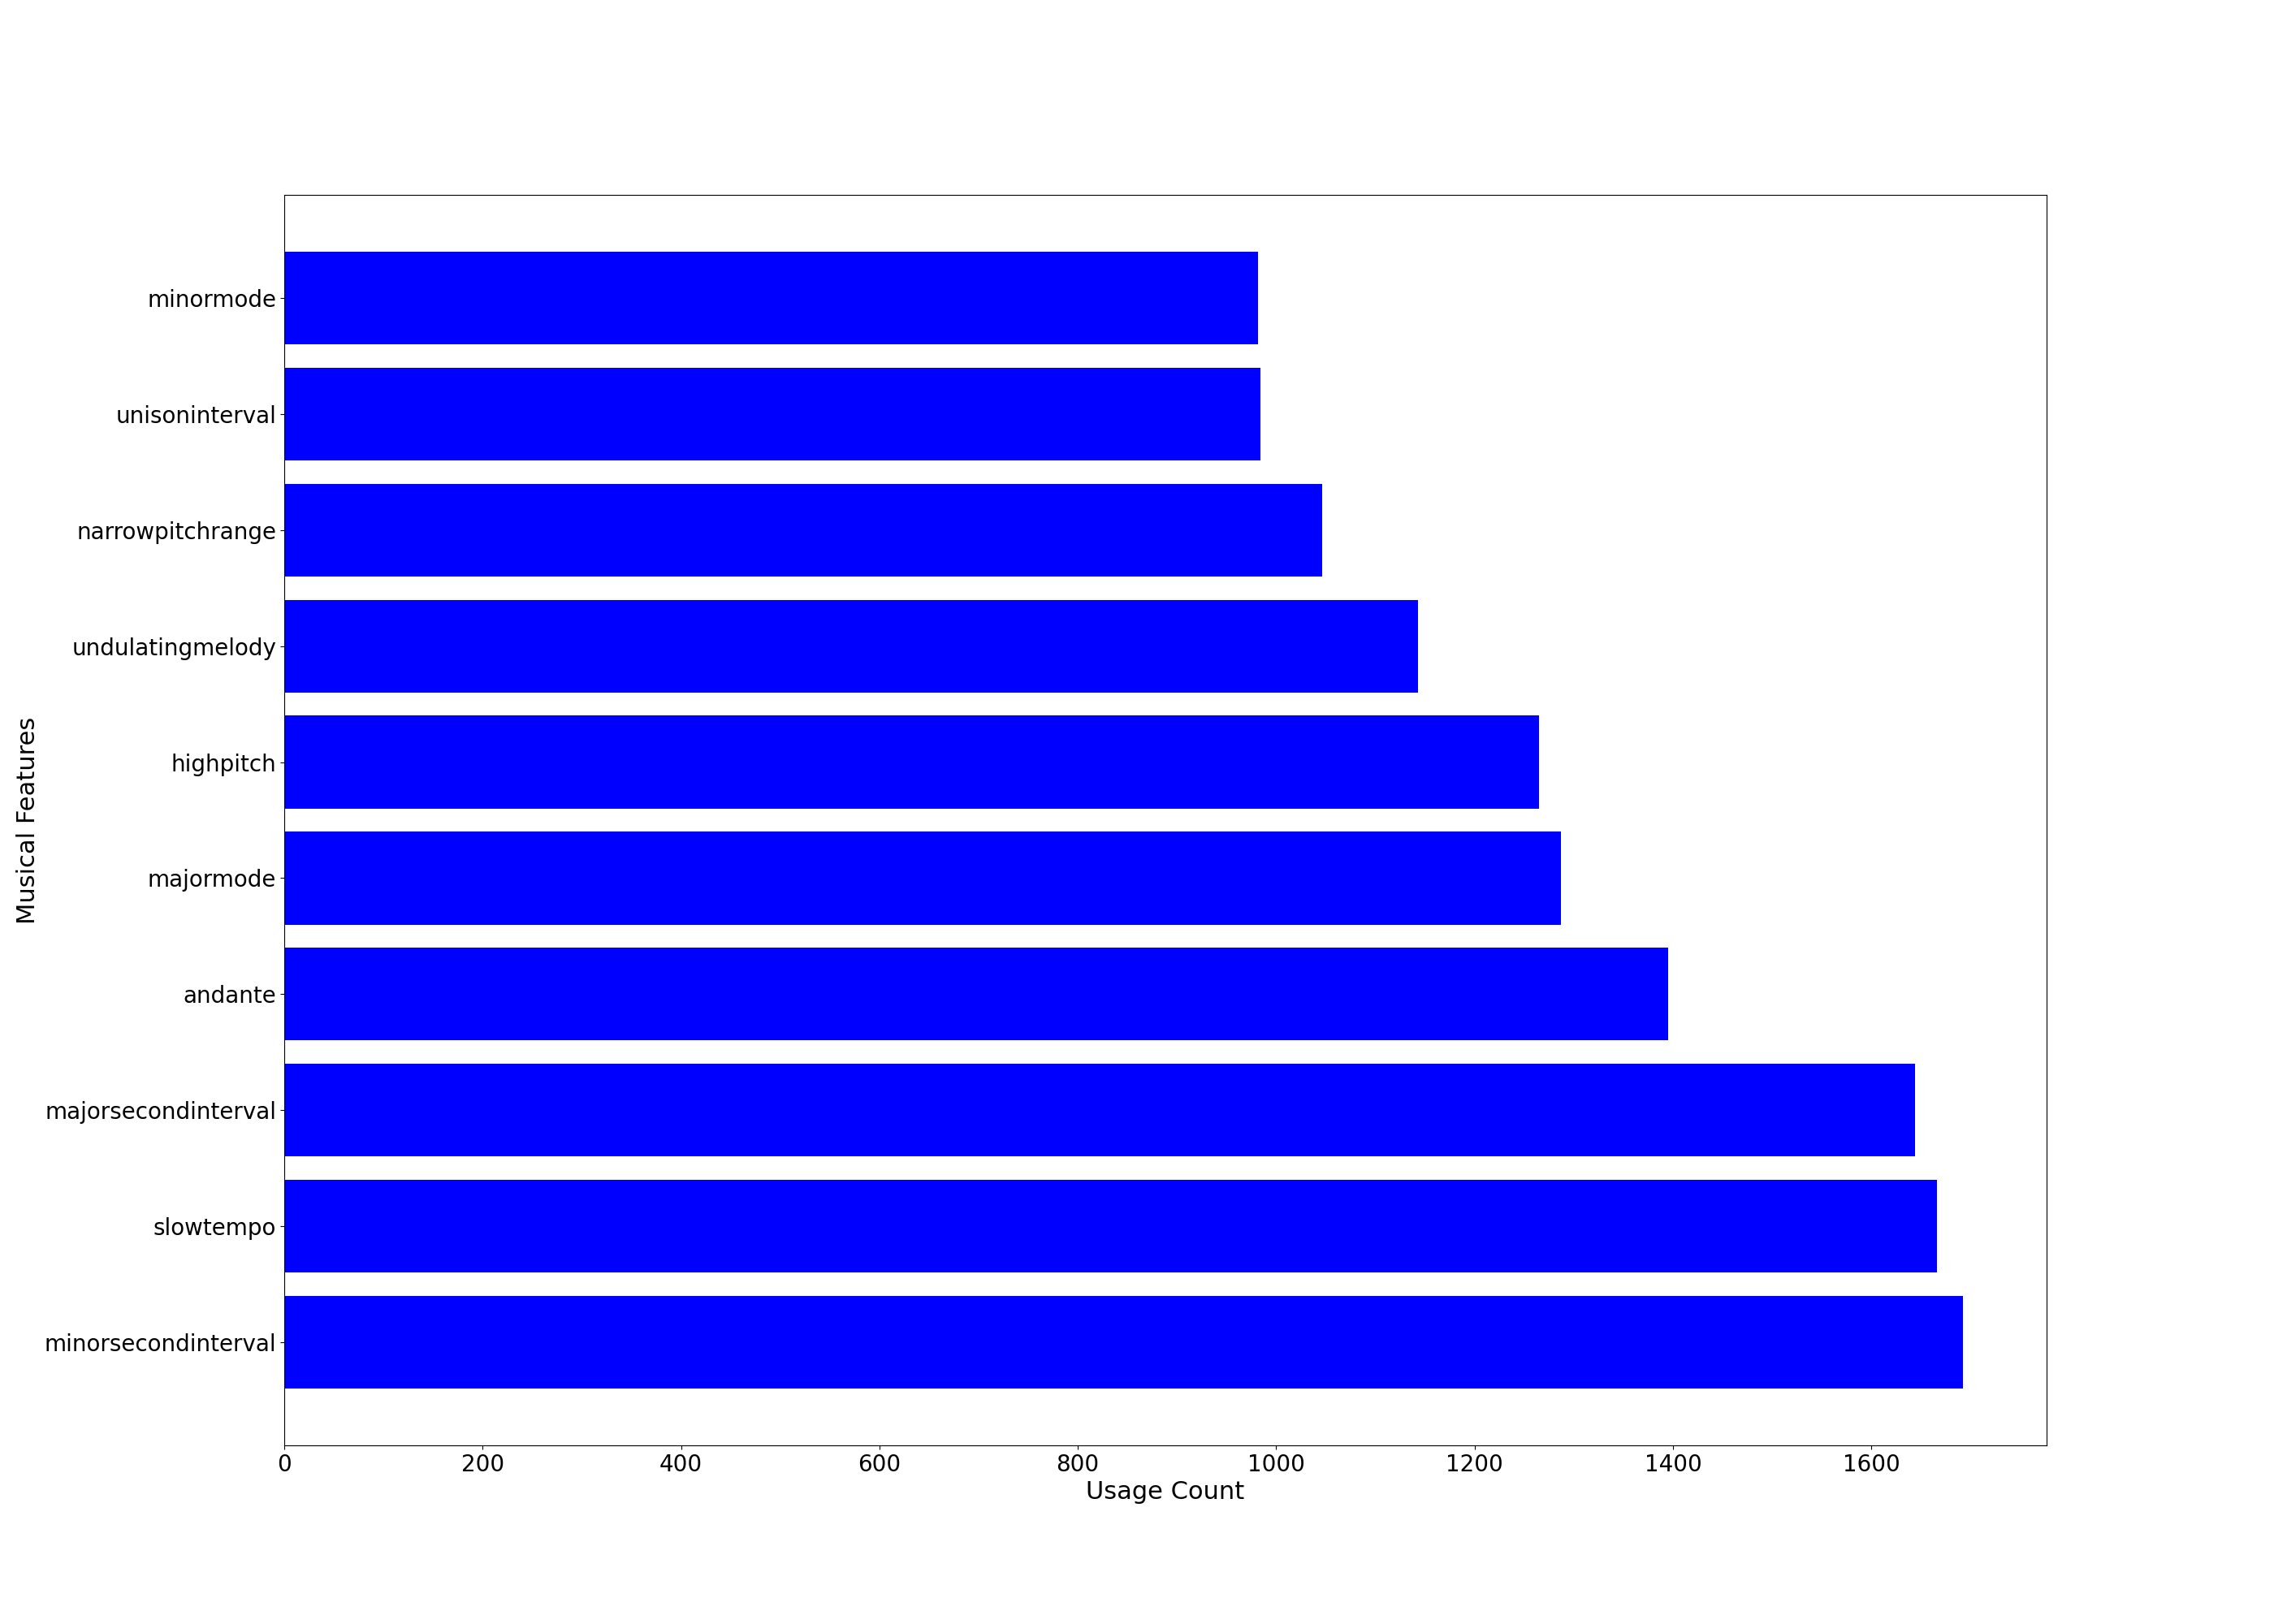 minormode
unisoninterval
narrowpitchrange
undulatingmelody
highpitch
majormode
andante
majorsecondinterval
slowtempo
minorsecondinterval
Musical Features
0 200 400 600 800 1000 1200 1400 1600
Usage Count